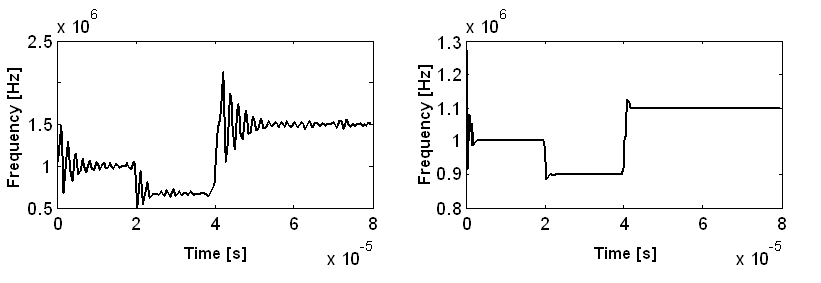 x 10^6
2.5
1.5
1
0.5
Frequency [Hz]
0 2 4 6 8
Time [s]
x 10^-5
x 10^6
1.3
1.2
1.1
1
0.9
0.8
Frequency [Hz]
0 2 4 6 8
Time [s]
x 10^-5